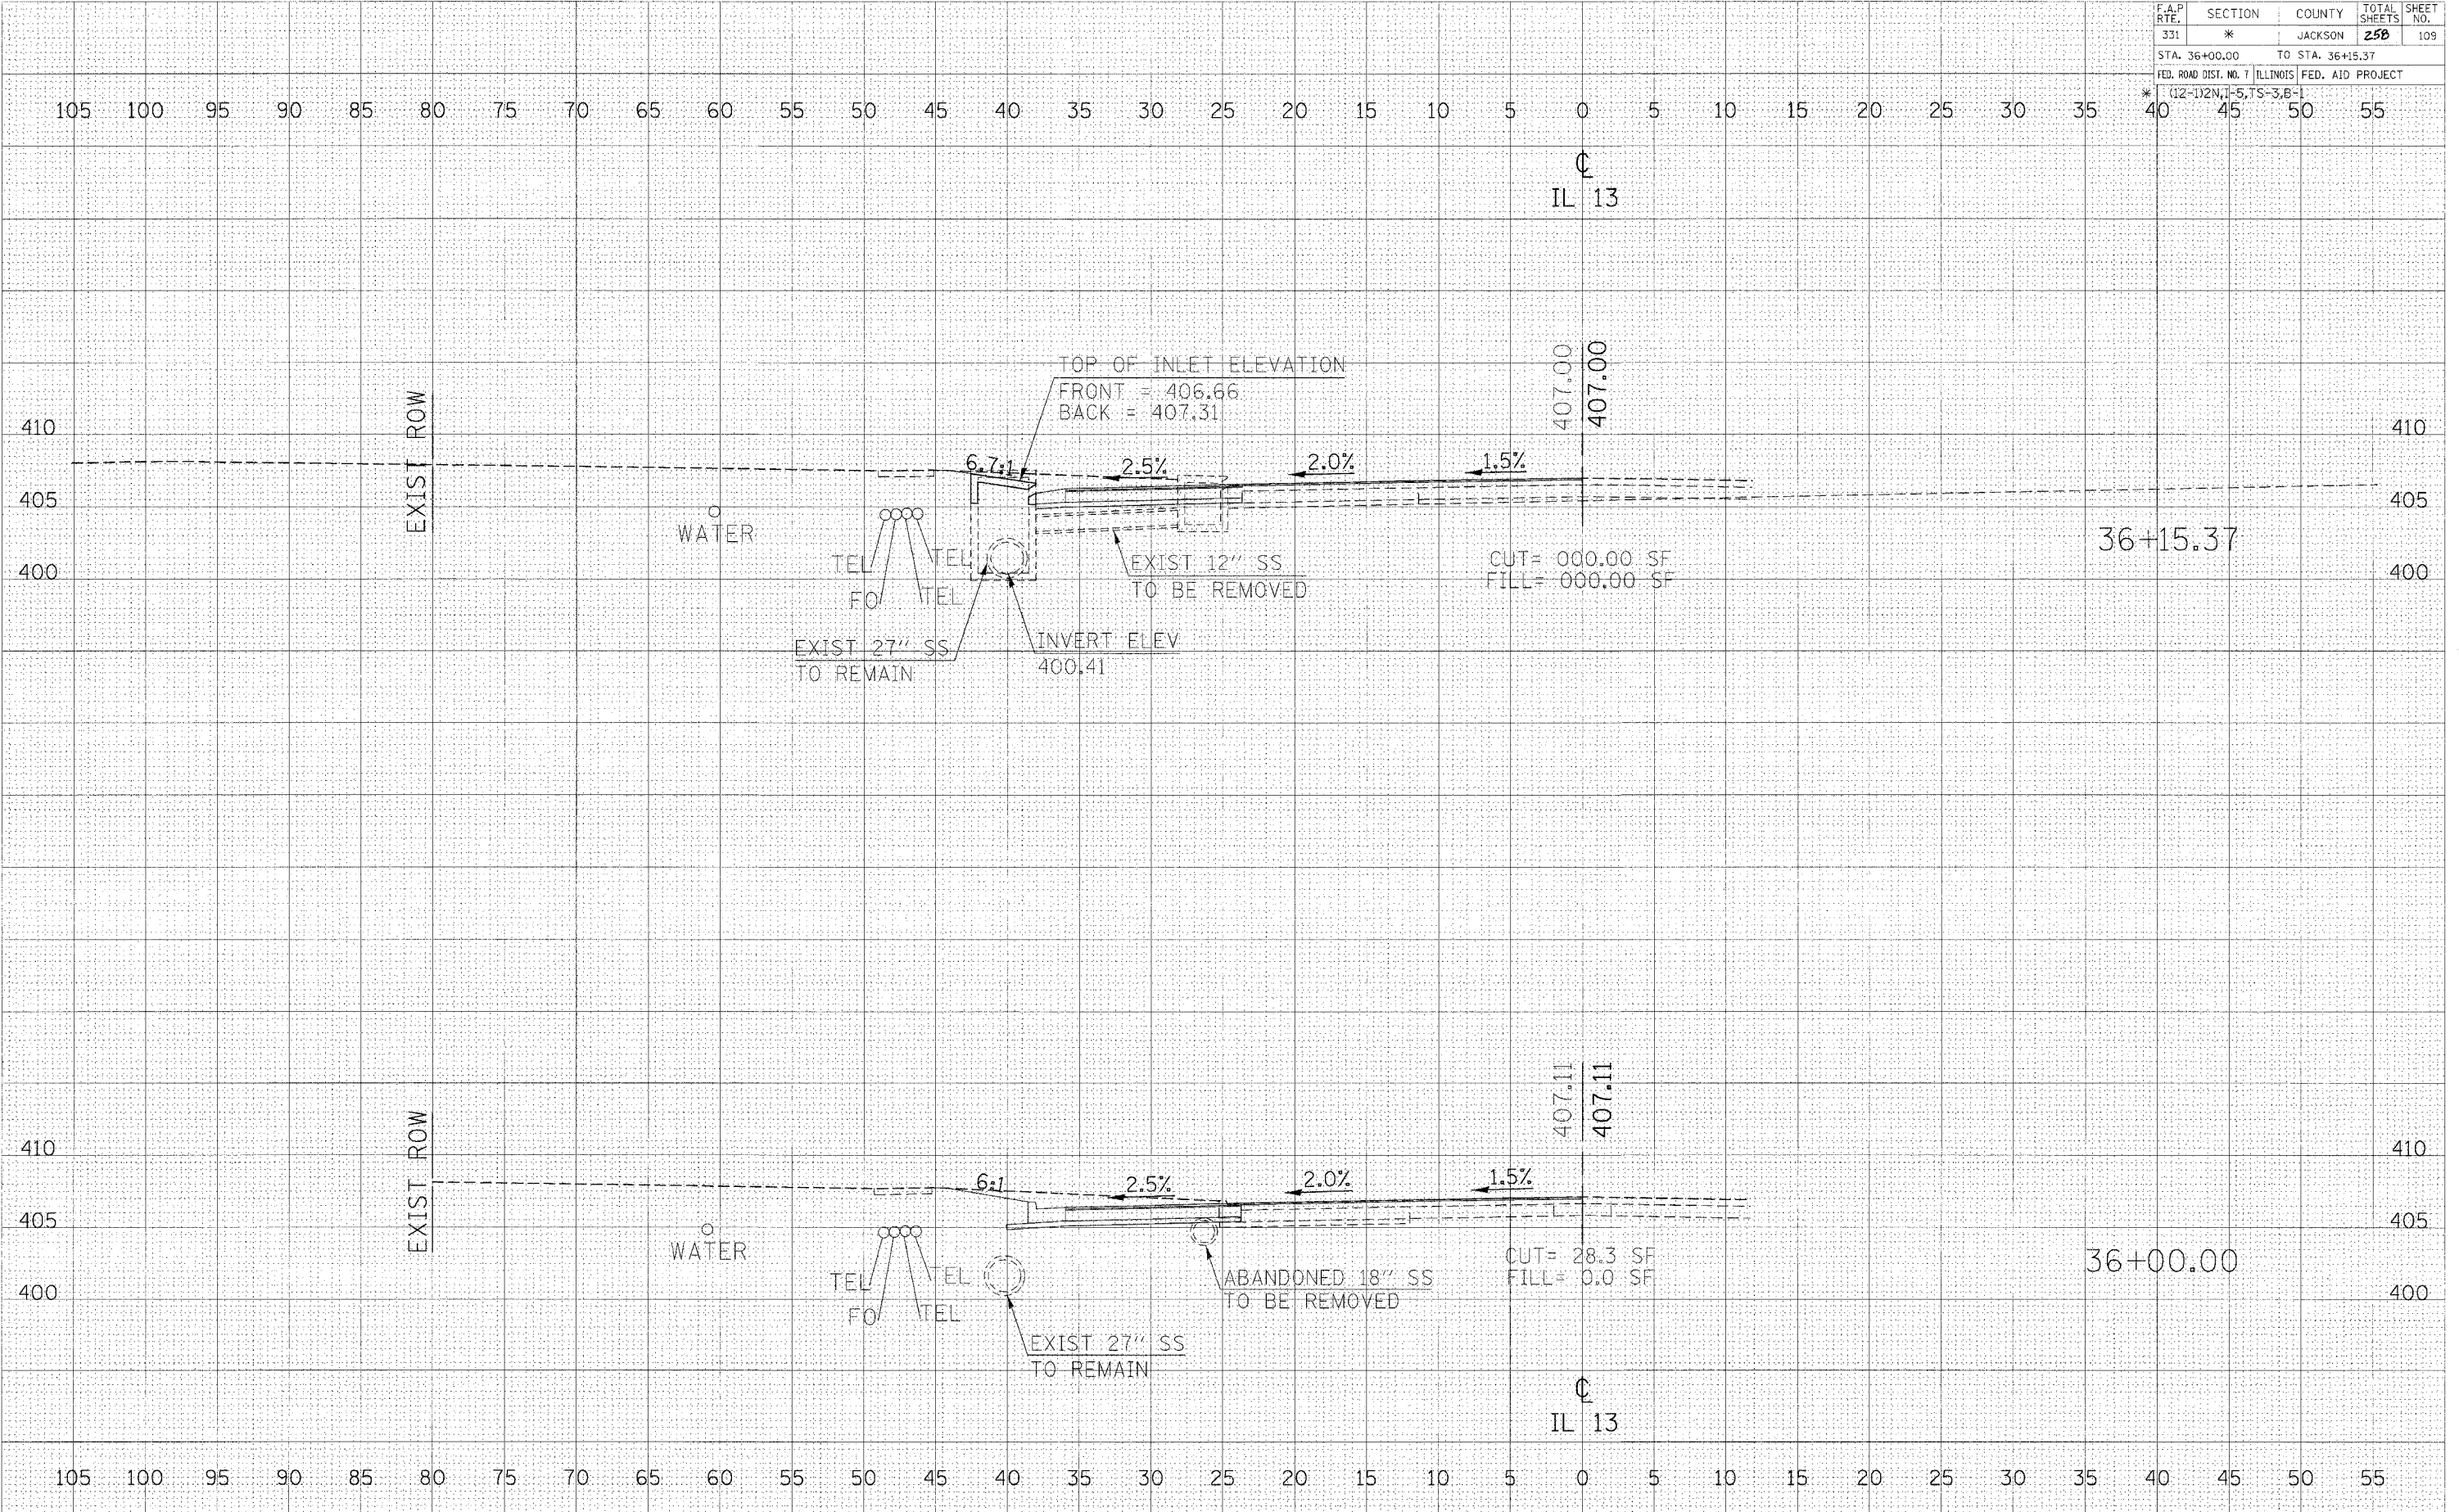 F.A.P RTE. SECTION COUNTY TOTAL SHEETS SHEET NO.
331 * JACKSON 258 109
STA. 36+00.00 TO STA. 36+15.37
FED. ROAD DIST. NO. 7 ILLINOIS FED. AID PROJECT
* (12-1)2N,I-5,TS-3,B-1
105 100 95 90 85 80 75 70 65 60 55 50 45 40 35 30 25 20 15 10 5 0 5 10 15 20 25 30 35 40 45 50 55
℄
IL 13
407.00 407.00
TOP OF INLET ELEVATION
FRONT = 406.66
BACK = 407.31
EXIST ROW
410 410
6.7:1 2.5% 2.0% 1.5%
405 405
WATER
36+15.37
TEL TEL
EXIST 12" SS
TO BE REMOVED
CUT= 000.00 SF
FILL= 000.00 SF
400 400
FO TEL
EXIST 27" SS
TO REMAIN
INVERT ELEV
400.41
407.11 407.11
EXIST ROW
410 410
6:1 2.5% 2.0% 1.5%
405 405
WATER
CUT= 28.3 SF
FILL= 0.0 SF
36+00.00
TEL TEL
ABANDONED 18" SS
TO BE REMOVED
400 400
FO TEL
EXIST 27" SS
TO REMAIN
℄
IL 13
105 100 95 90 85 80 75 70 65 60 55 50 45 40 35 30 25 20 15 10 5 0 5 10 15 20 25 30 35 40 45 50 55